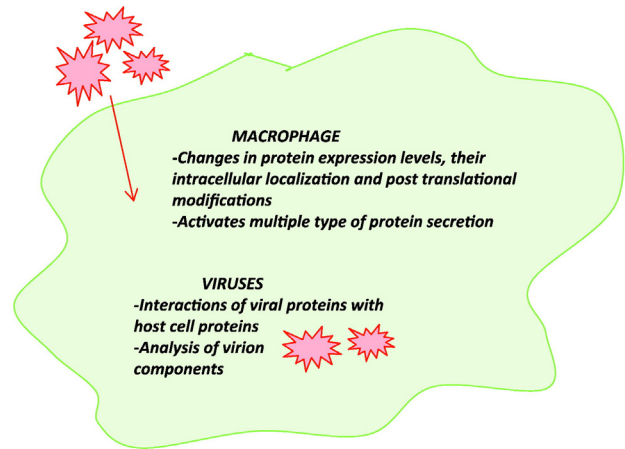 MACROPHAGE
-Changes in protein expression levels, their
intracellular localization and post translational
modifications
-Activates multiple type of protein secretion
VIRUSES
-Interactions of viral proteins with
host cell proteins
-Analysis of virion
components